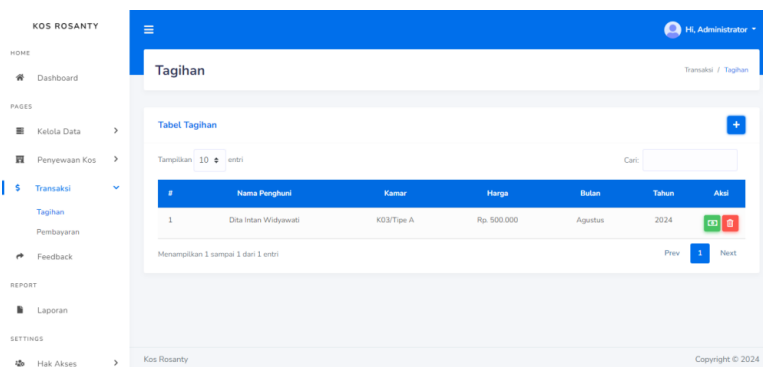 KOS ROSANTY
Hi, Administrator
HOME
Dashboard
PAGES
Kelola Data
Penyewaan Kos
Transaksi
Tagihan
Pembayaran
Feedback
REPORT
Laporan
SETTINGS
Hak Akses
Tagihan
Transaksi / Tagihan
Tabel Tagihan
+
Tampilkan 10 entri
Cari:
# Nama Penghuni Kamar Harga Bulan Tahun Aksi
1 Dita Intan Widyawati K03/Tipe A Rp. 500.000 Agustus 2024
Menampilkan 1 sampai 1 dari 1 entri
Prev 1 Next
Kos Rosanty
Copyright © 2024